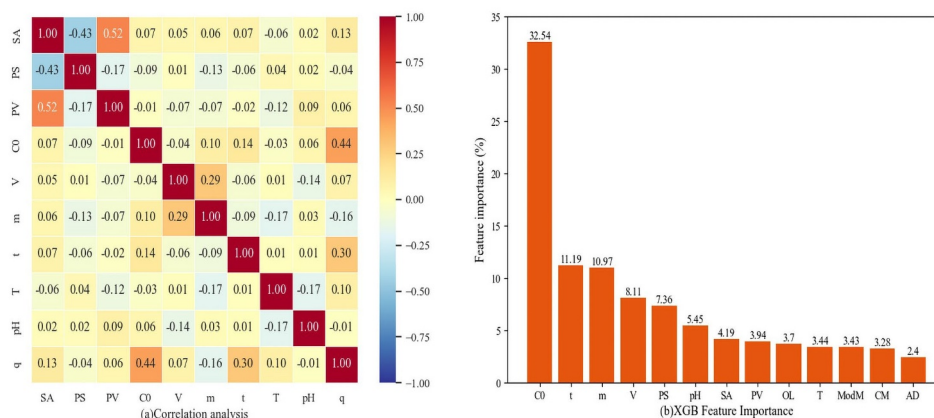 SA 1.00 -0.43 0.52 0.07 0.05 0.06 0.07 -0.06 0.02 0.13
PS -0.43 1.00 -0.17 -0.09 0.01 -0.13 -0.06 0.04 0.02 -0.04
PV 0.52 -0.17 1.00 -0.01 -0.07 -0.07 -0.02 -0.12 0.09 0.06
C0 0.07 -0.09 -0.01 1.00 -0.04 0.10 0.14 -0.03 0.06 0.44
V 0.05 0.01 -0.07 -0.04 1.00 0.29 -0.06 0.01 -0.14 0.07
m 0.06 -0.13 -0.07 0.10 0.29 1.00 -0.09 -0.17 0.03 -0.16
t 0.07 -0.06 -0.02 0.14 -0.06 -0.09 1.00 0.01 0.01 0.30
T -0.06 0.04 -0.12 -0.03 0.01 -0.17 0.01 1.00 -0.17 0.10
pH 0.02 0.02 0.09 0.06 -0.14 0.03 0.01 -0.17 1.00 -0.01
q 0.13 -0.04 0.06 0.44 0.07 -0.16 0.30 0.10 -0.01 1.00
SA PS PV C0 V m t T pH q
(a)Correlation analysis
1.00
0.75
0.50
0.25
0.00
-0.25
-0.50
-0.75
-1.00
Feature importance (%)
35
30
25
20
15
10
5
0
32.54 11.19 10.97 8.11 7.36 5.45 4.19 3.94 3.7 3.44 3.43 3.28 2.4
C0 t m V PS pH SA PV OL T ModM CM AD
(b)XGB Feature Importance